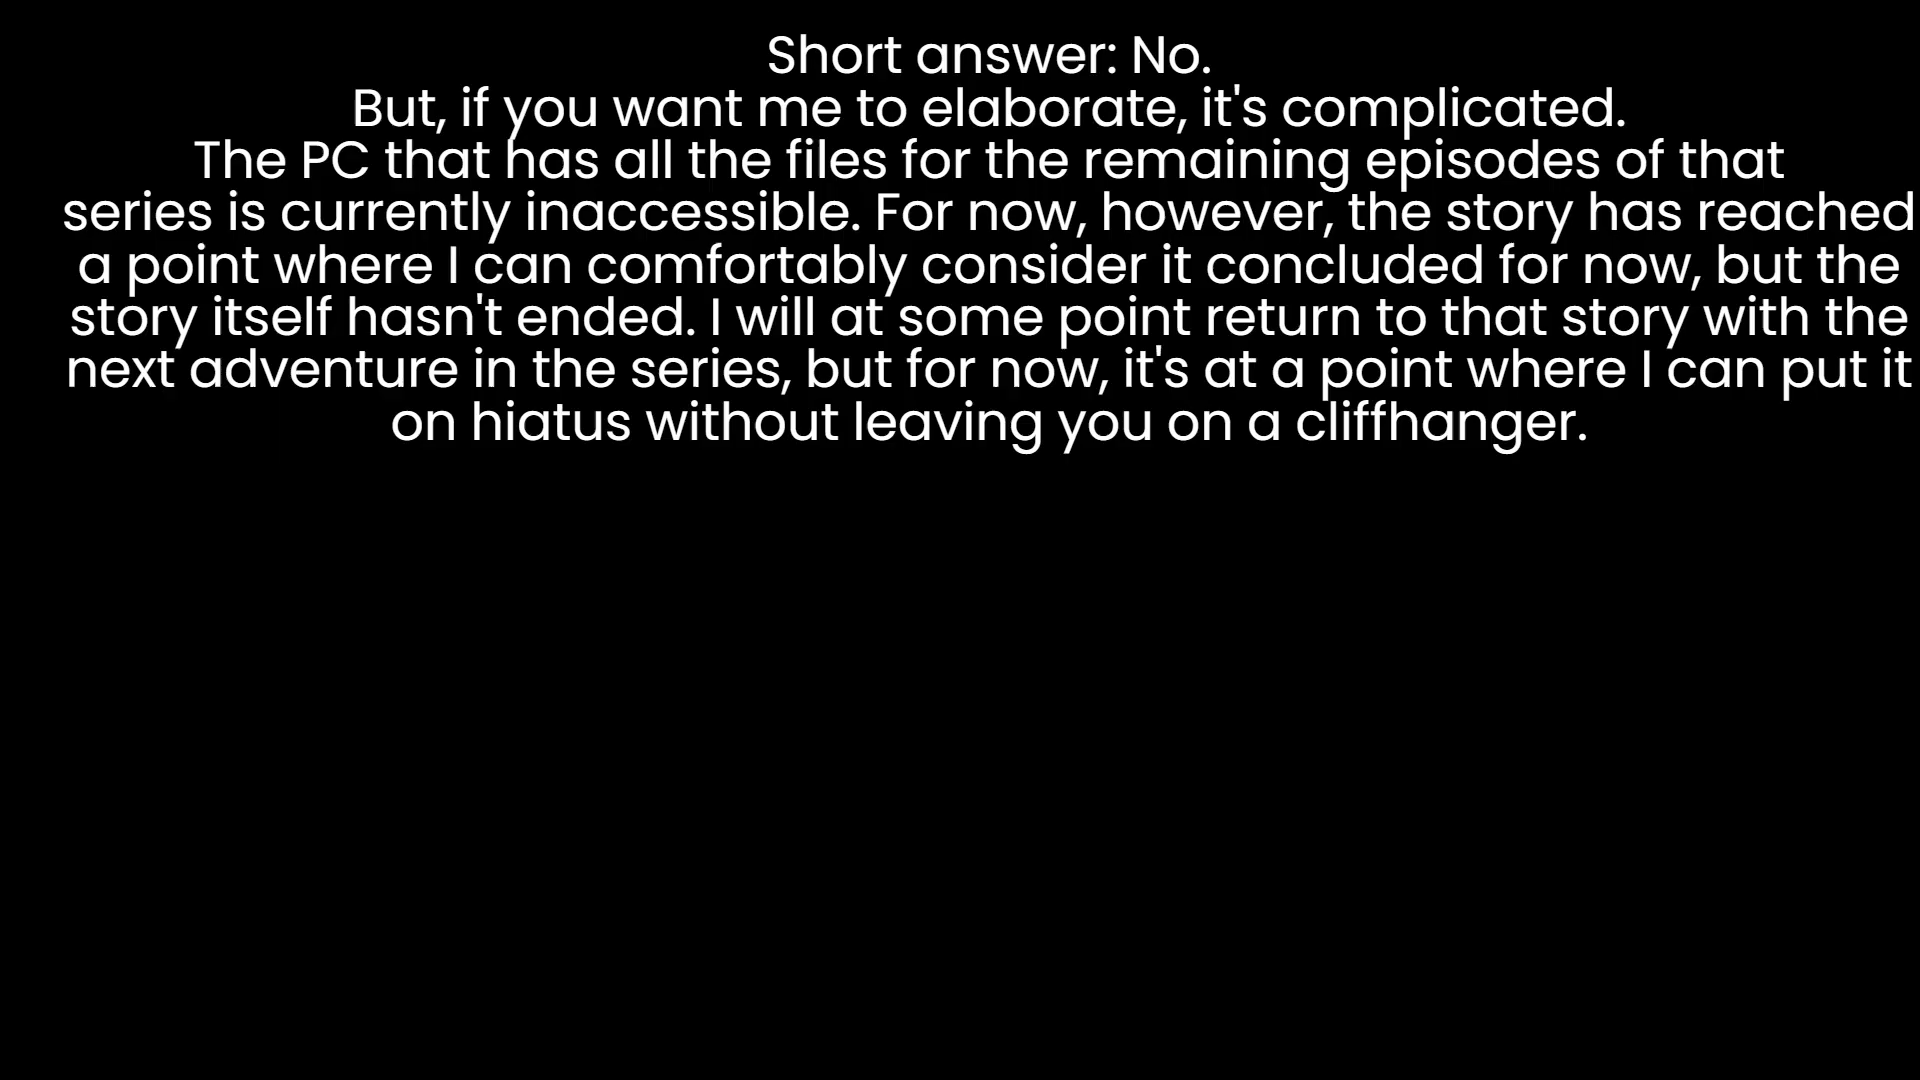 Short answer: No.
But, if you want me to elaborate, it's complicated.
The PC that has all the files for the remaining episodes of that
series is currently inaccessible. For now, however, the story has reached
a point where I can comfortably consider it concluded for now, but the
story itself hasn't ended. I will at some point return to that story with the
next adventure in the series, but for now, it's at a point where I can put it
on hiatus without leaving you on a cliffhanger.